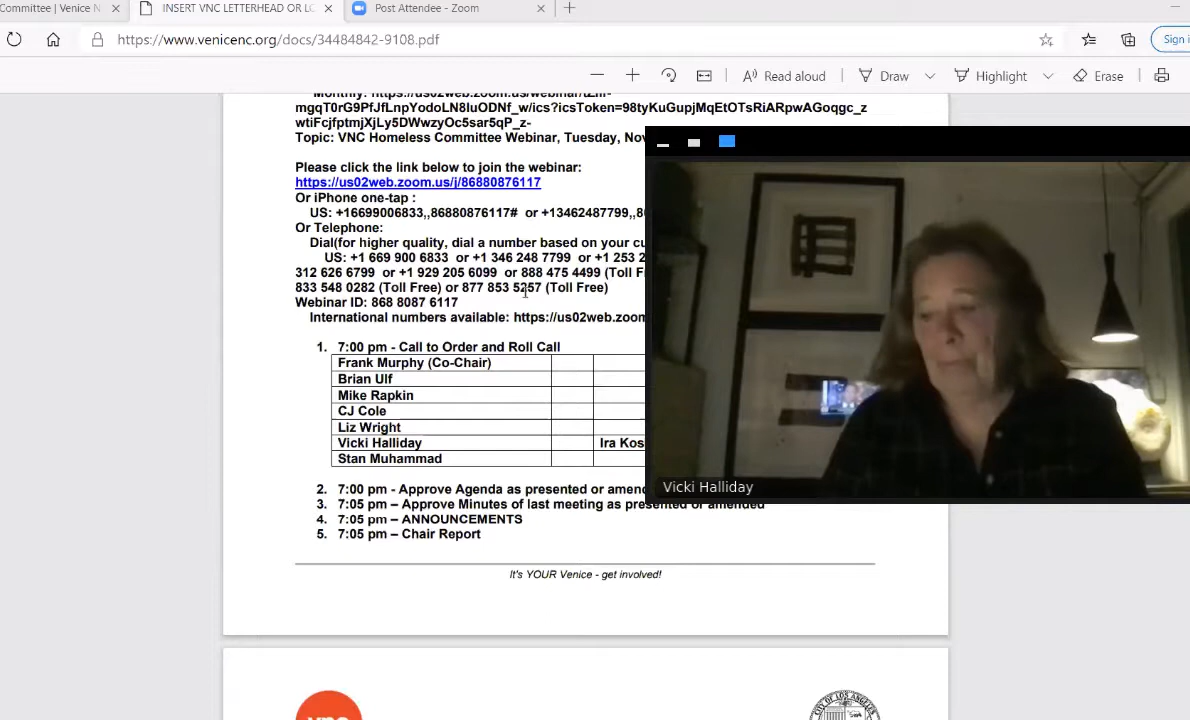 Committee | Venice N
INSERT VNC LETTERHEAD OR LO
Post Attendee - Zoom
https://www.venicenc.org/docs/34484842-9108.pdf
Sign i
Read aloud
Draw
Highlight
Erase
mgqT0rG9PfJfLnpYodoLN8luODNf_w/ics?icsToken=98tyKuGupjMqEtOTsRiARpwAGoqgc_z
wtiFcjfptmjXjLy5DWwzyOc5sar5qP_z-
Topic: VNC Homeless Committee Webinar, Tuesday, Nov
Please click the link below to join the webinar:
https://us02web.zoom.us/j/86880876117
Or iPhone one-tap :
US: +16699006833,,86880876117# or +13462487799,,8
Or Telephone:
Dial(for higher quality, dial a number based on your cu
US: +1 669 900 6833 or +1 346 248 7799 or +1 253 2
312 626 6799 or +1 929 205 6099 or 888 475 4499 (Toll F
833 548 0282 (Toll Free) or 877 853 5257 (Toll Free)
Webinar ID: 868 8087 6117
International numbers available: https://us02web.zoom
1. 7:00 pm - Call to Order and Roll Call
Frank Murphy (Co-Chair)
Brian Ulf
Mike Rapkin
CJ Cole
Liz Wright
Vicki Halliday Ira Kos
Stan Muhammad
2. 7:00 pm - Approve Agenda as presented or amen
3. 7:05 pm – Approve Minutes of last meeting as presented or amended
4. 7:05 pm – ANNOUNCEMENTS
5. 7:05 pm – Chair Report
It's YOUR Venice - get involved!
Vicki Halliday